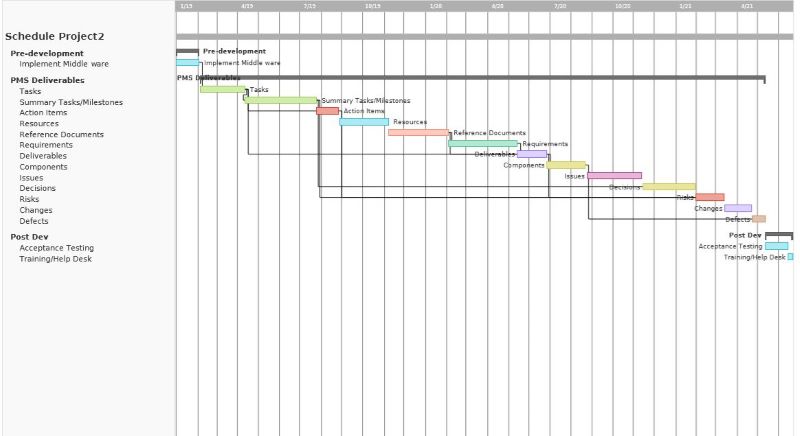 1/15 4/15 7/15 10/15 1/20 4/20 7/20 10/20 1/21 4/21
Schedule Project2
Pre-development
Pre-development
Implement Middle ware
Implement Middle ware
PMS Deliverables
PMS Deliverables
Tasks
Tasks
Summary Tasks/Milestones
Summary Tasks/Milestones
Action Items
Action Items
Resources
Resources
Reference Documents
Reference Documents
Requirements
Requirements
Deliverables
Deliverables
Components
Components
Issues
Issues
Decisions
Decisions
Risks
Risks
Changes
Changes
Defects
Defects
Post Dev
Post Dev
Acceptance Testing
Acceptance Testing
Training/Help Desk
Training/Help Desk